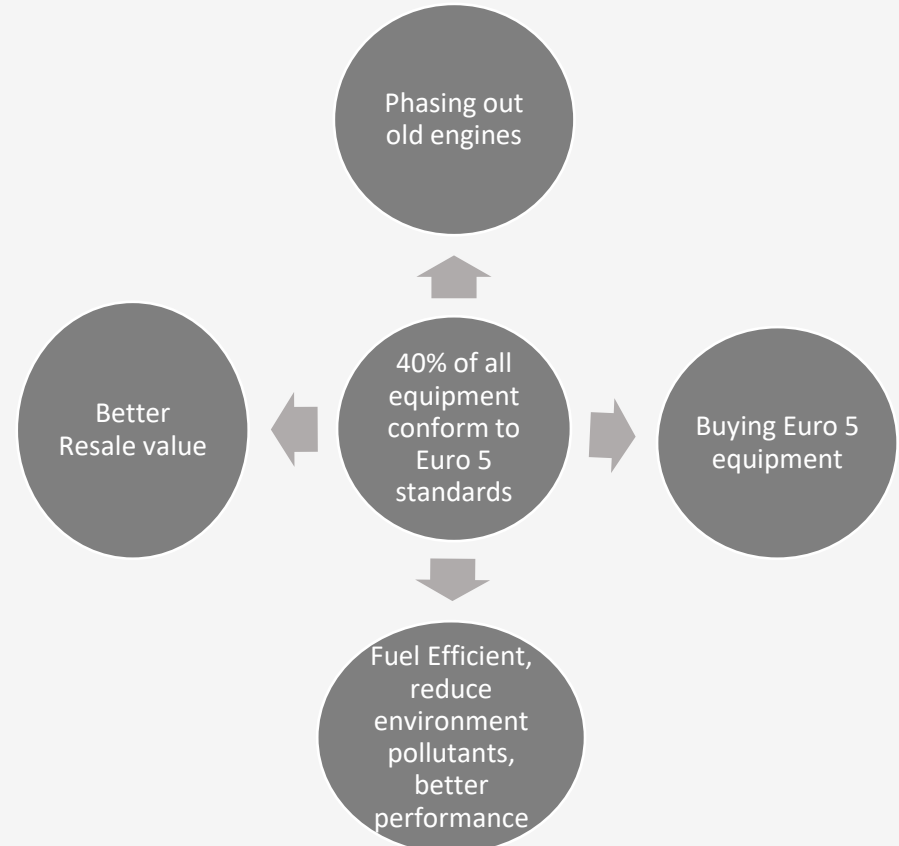 Phasing out
old engines
40% of all
equipment
conform to
Euro 5
standards
Better
Resale value
Buying Euro 5
equipment
Fuel Efficient,
reduce
environment
pollutants,
better
performance